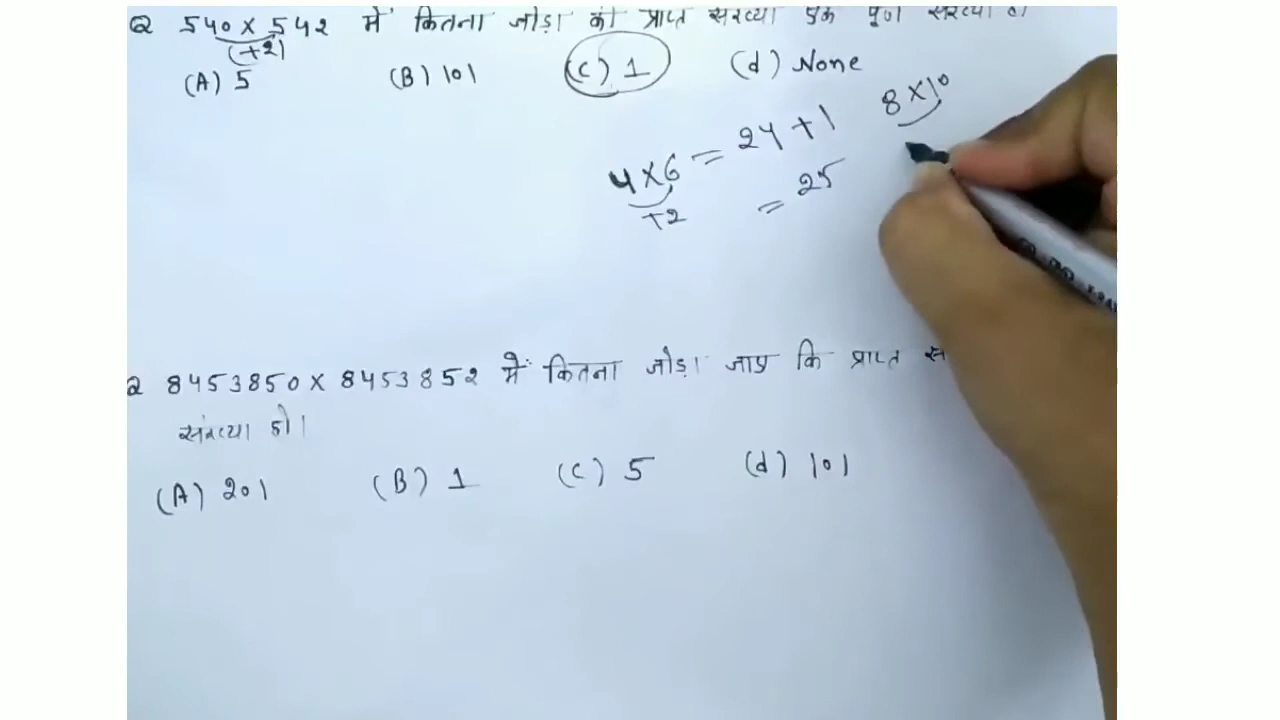 Q 540 x 542 में कितना जोड़ा की प्राप्त संख्या एक पूर्ण संख्या हो
(+2)
(A) 5 (B) 101 (C) 1 (d) None
4 x 6 = 24 + 1 8 x 10
+2 = 25
Q 8453850 x 8453852 में कितना जोड़ा जाए कि प्राप्त
संख्या हो।
(A) 201 (B) 1 (C) 5 (d) 101